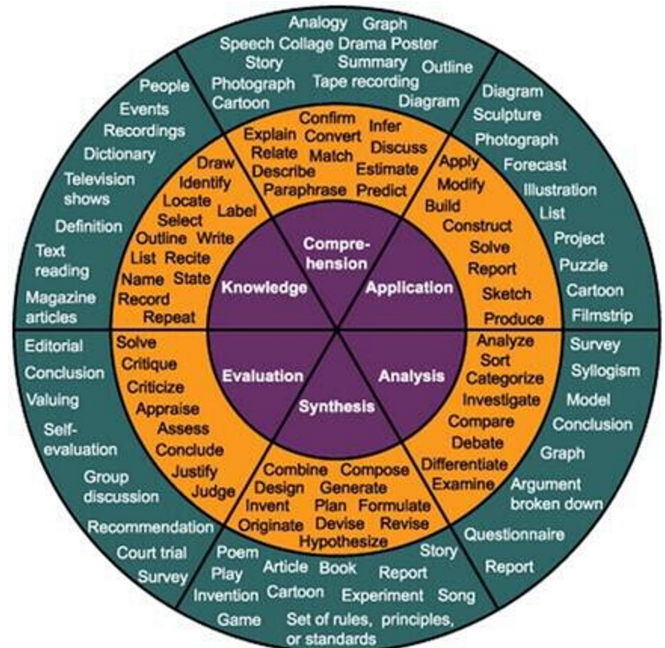 Analogy Graph
Speech Collage Drama Poster
Story Summary Outline
Photograph Tape recording
Cartoon Diagram
Confirm
Explain Convert Infer
Relate Match Discuss
Describe Estimate
Paraphrase Predict
Compre-
hension
Diagram
Sculpture
Photograph
Forecast
Illustration
List
Project
Puzzle
Cartoon
Filmstrip
Apply
Modify
Build
Construct
Solve
Report
Sketch
Produce
Application
Survey
Syllogism
Model
Conclusion
Graph
Argument
broken down
Questionnaire
Report
Analyze
Sort
Categorize
Investigate
Compare
Debate
Differentiate
Examine
Analysis
Synthesis
Combine Compose
Design Generate
Invent Plan Formulate
Originate Devise Revise
Hypothesize
Poem Story
Play Article Book Report
Invention Cartoon Experiment Song
Game Set of rules, principles,
or standards
Evaluation
Solve
Critique
Criticize
Appraise
Assess
Conclude
Justify
Judge
Editorial
Conclusion
Valuing
Self-
evaluation
Group
discussion
Recommendation
Court trial
Survey
Knowledge
Draw
Identify
Locate
Select Label
Outline Write
List Recite
Name State
Record
Repeat
People
Events
Recordings
Dictionary
Television
shows
Definition
Text
reading
Magazine
articles